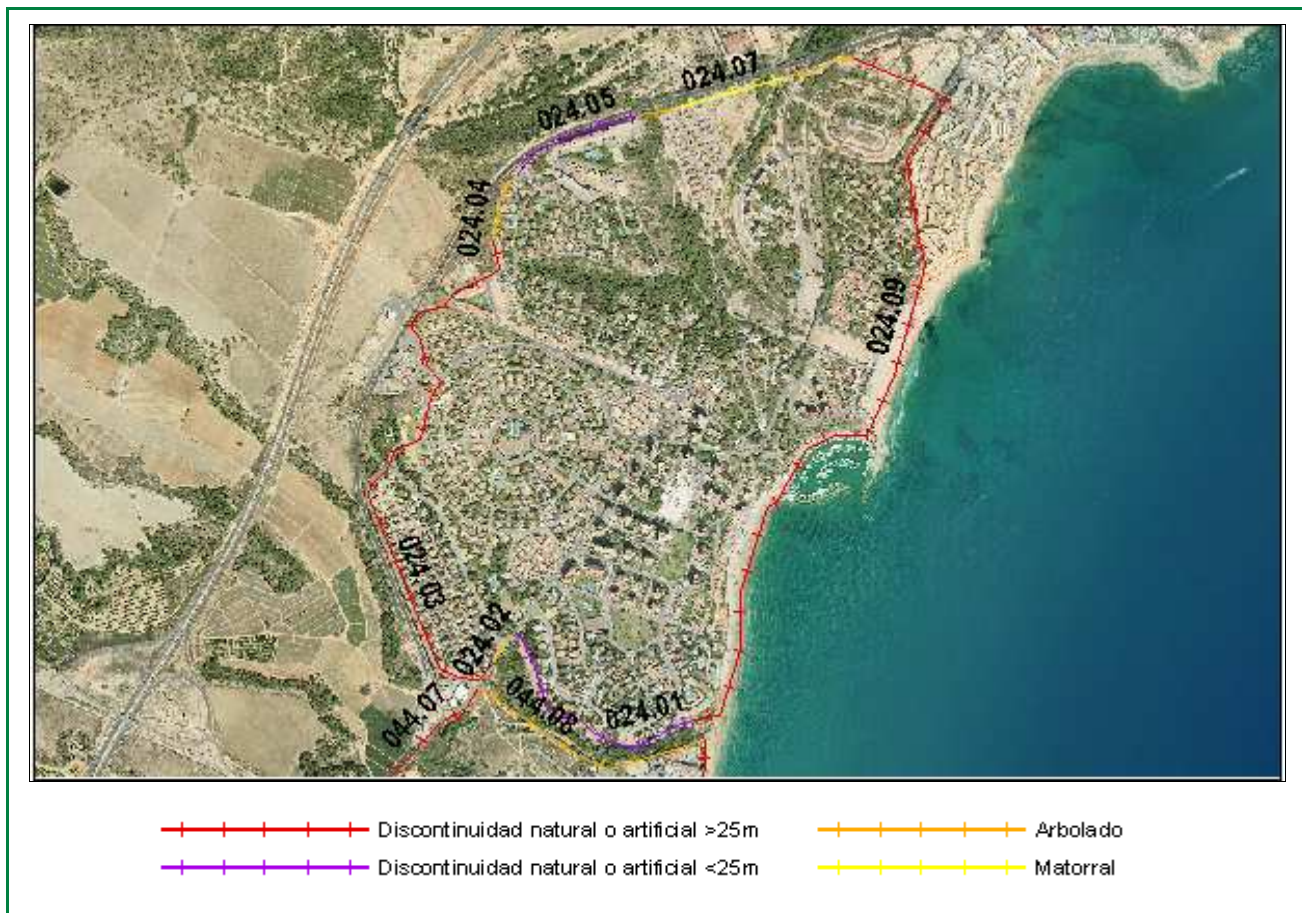 024.07
024.05
024.04
024.09
024.03
024.02
044.07
044.08
024.01
Discontinuidad natural o artificial >25m
Arbolado
Discontinuidad natural o artificial <25m
Matorral